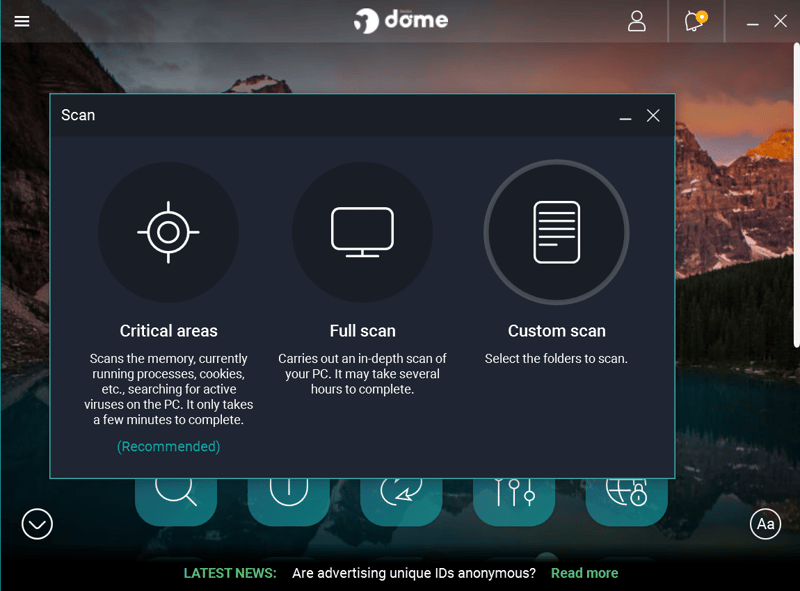 dome
Scan
Critical areas
Scans the memory, currently
running processes, cookies,
etc., searching for active
viruses on the PC. It only takes
a few minutes to complete.
(Recommended)
Full scan
Carries out an in-depth scan of
your PC. It may take several
hours to complete.
Custom scan
Select the folders to scan.
Aa
LATEST NEWS: Are advertising unique IDs anonymous? Read more